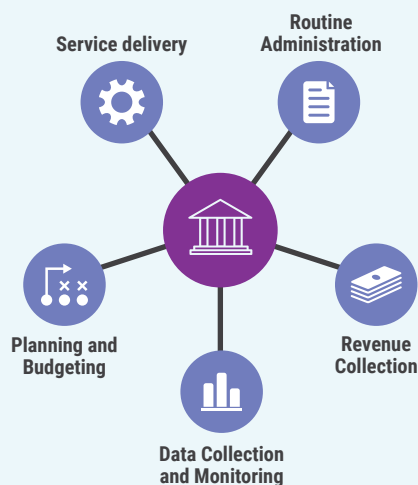 Routine
Administration
Service delivery
Planning and
Budgeting
Revenue
Collection
Data Collection
and Monitoring